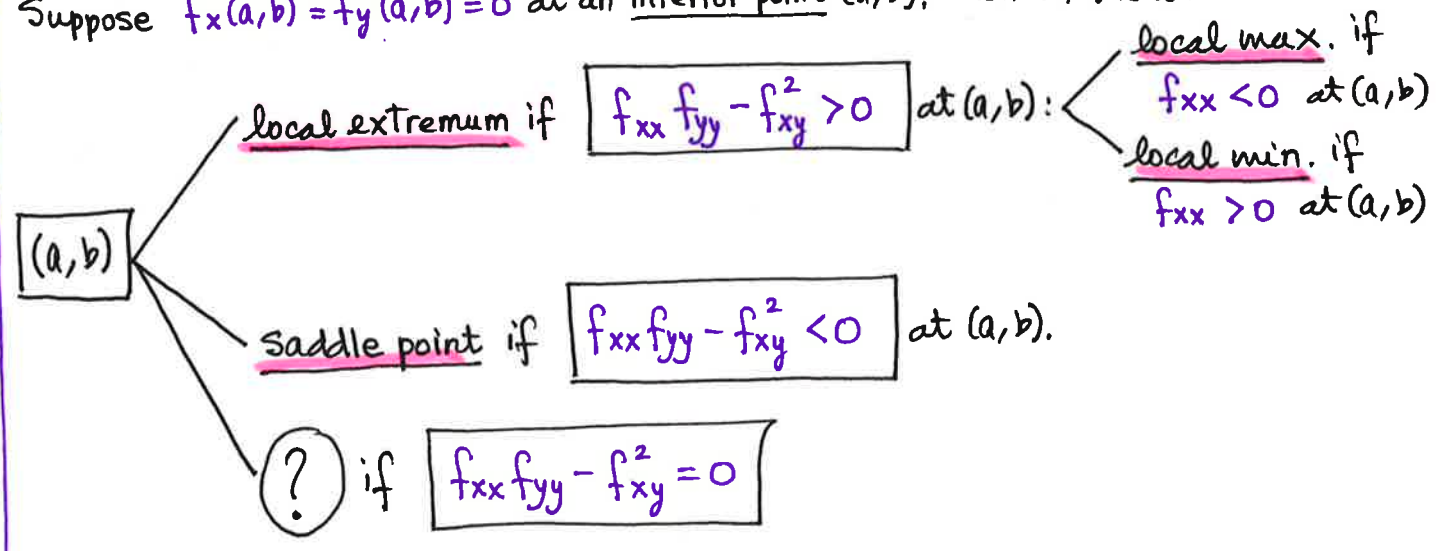 Suppose fx(a,b) = fy(a,b) = 0 at an interior point (a,b).
local extremum if fxx fyy - fxy² >0 at (a,b):
local max. if
fxx <0 at (a,b)
local min. if
fxx >0 at (a,b)
(a,b)
saddle point if fxx fyy - fxy² <0 at (a,b).
? if fxx fyy - fxy² = 0